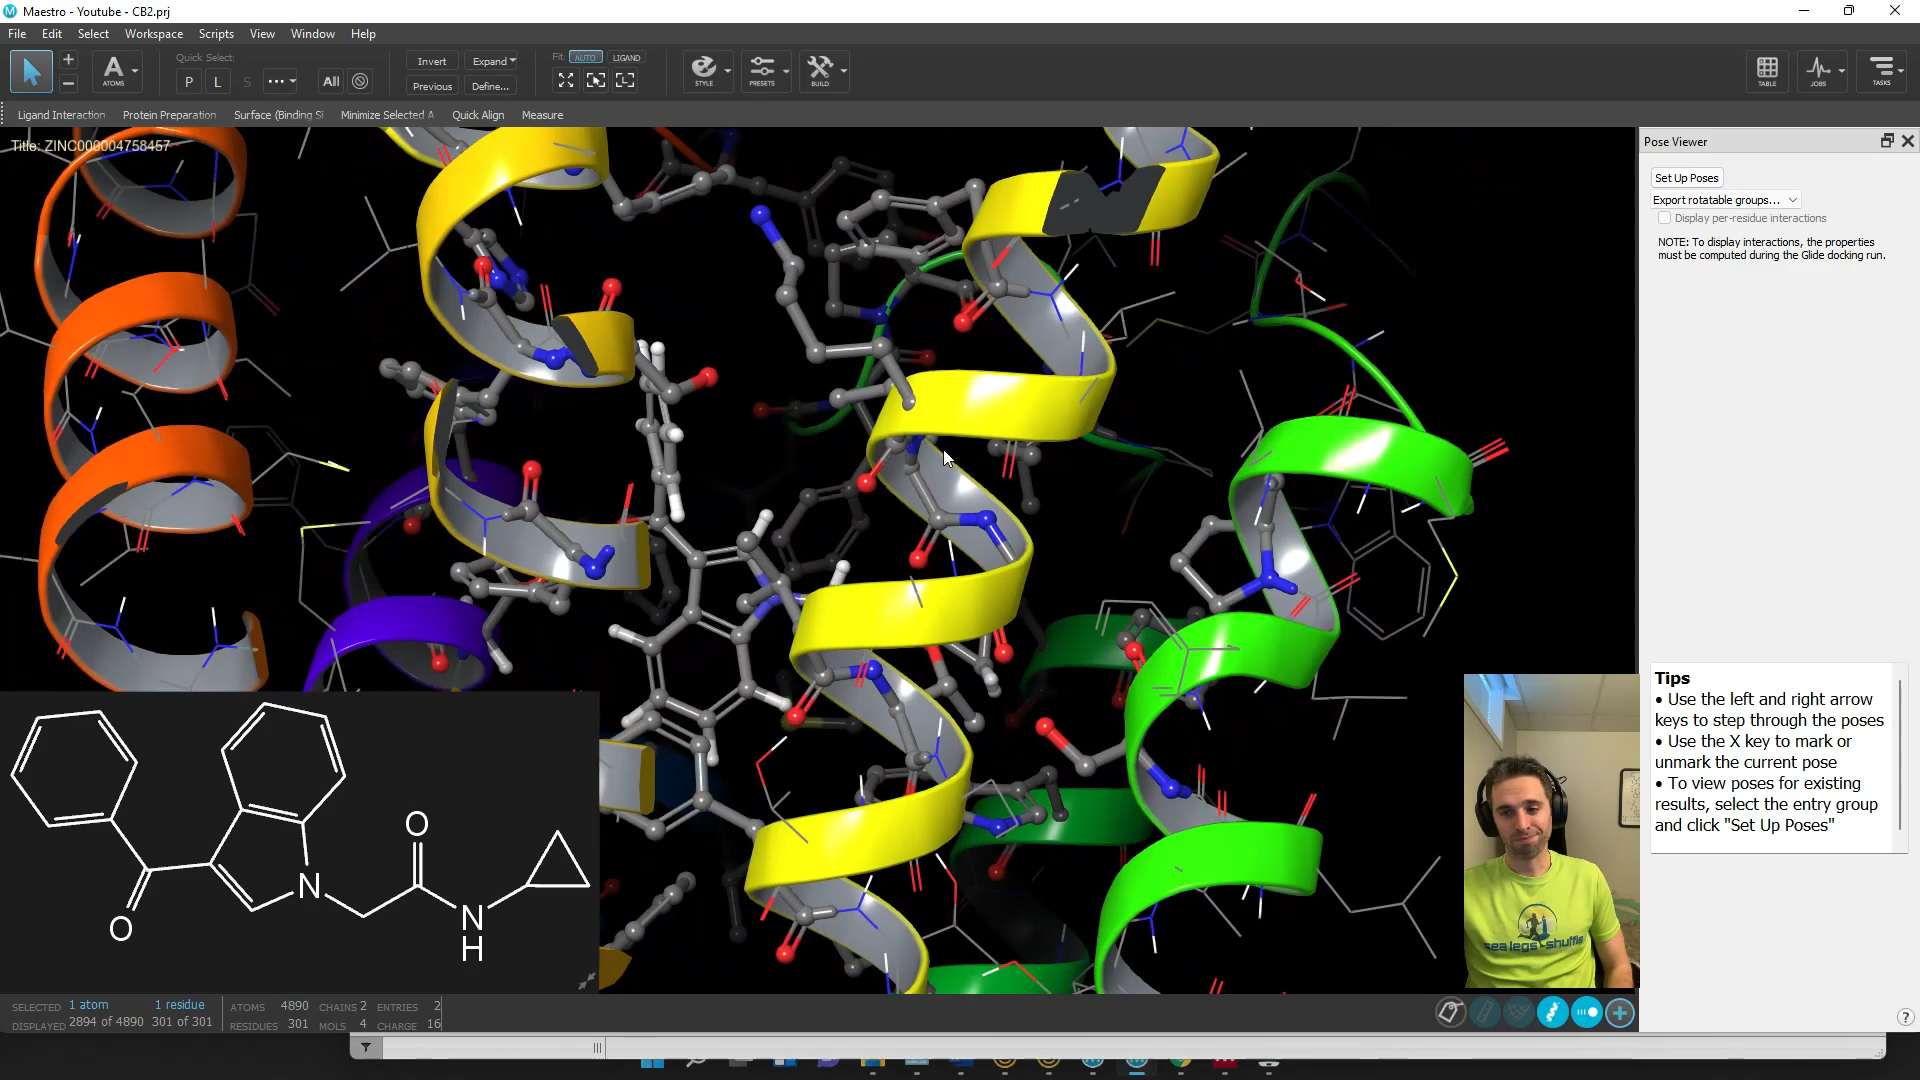 Maestro - Youtube - CB2.prj
File Edit Select Workspace Scripts View Window Help
Quick Select:
Invert Expand
Fit: AUTO LIGAND
A
ATOMS
P L S ... All
Previous Define...
STYLE PRESETS BUILD
TABLE JOBS TASKS
Ligand Interaction Protein Preparation Surface (Binding Si Minimize Selected A Quick Align Measure
Title: ZINC000004758457
Pose Viewer
Set Up Poses
Export rotatable groups...
Display per-residue interactions
NOTE: To display interactions, the properties
must be computed during the Glide docking run.
Tips
• Use the left and right arrow
keys to step through the poses
• Use the X key to mark or
unmark the current pose
• To view poses for existing
results, select the entry group
and click "Set Up Poses"
O
N
O
N
H
sea legs shuffle
SELECTED 1 atom 1 residue ATOMS 4890 CHAINS 2 ENTRIES 2
DISPLAYED 2894 of 4890 301 of 301 RESIDUES 301 MOLS 4 CHARGE 16
?